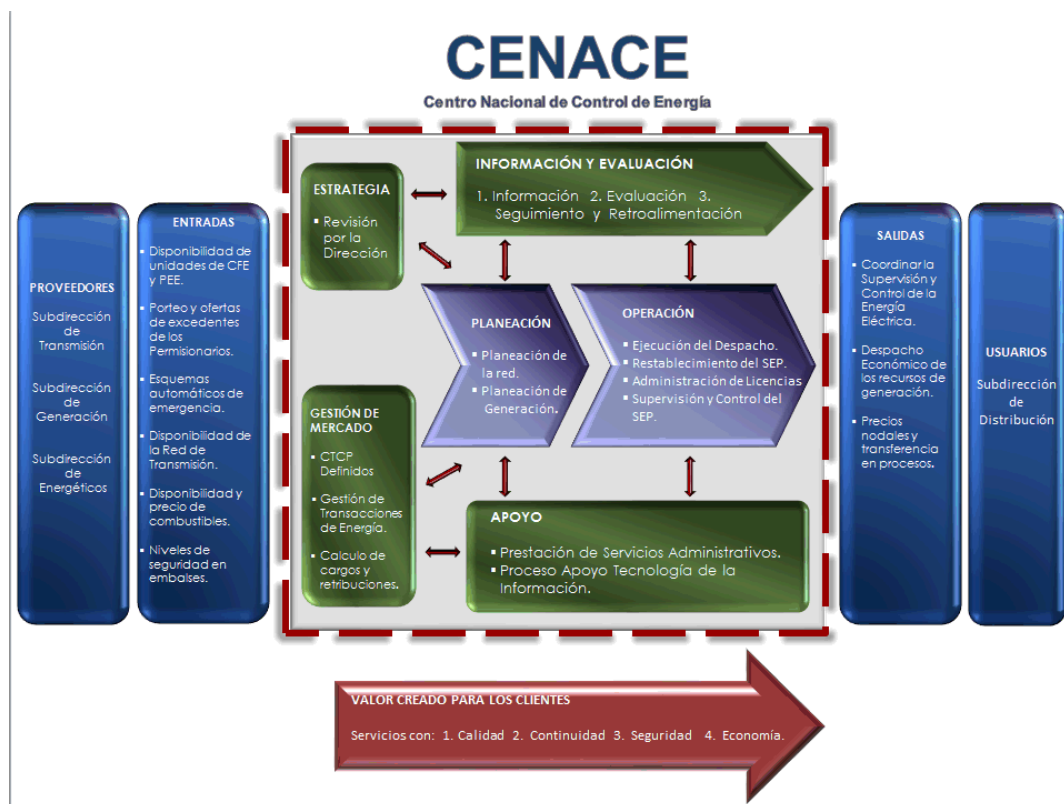 CENACE
Centro Nacional de Control de Energía
PROVEEDORES
Subdirección
de
Transmisión
Subdirección
de
Generación
Subdirección
de
Energéticos
ENTRADAS
▪ Disponibilidad de
unidades de CFE
y PEE.
▪ Porteo y ofertas
de excedentes
de los
Permisionarios.
▪ Esquemas
automáticos de
emergencia.
▪ Disponibilidad de
la Red de
Transmisión.
▪ Disponibilidad y
precio de
combustibles.
▪ Niveles de
seguridad en
embalses.
ESTRATEGIA
▪ Revisión
por la
Dirección
INFORMACIÓN Y EVALUACIÓN
1. Información 2. Evaluación 3.
Seguimiento y Retroalimentación
PLANEACIÓN
▪ Planeación de
la red.
▪ Planeación de
Generación.
OPERACIÓN
▪ Ejecución del Despacho.
▪ Restablecimiento del SEP.
▪ Administración de Licencias
▪ Supervisión y Control del
SEP.
GESTIÓN DE
MERCADO
▪ CTCP
Definidos
▪ Gestión de
Transacciones
de Energía.
▪ Calculo de
cargos y
retribuciones.
APOYO
▪ Prestación de Servicios Administrativos.
▪ Proceso Apoyo Tecnología de la
Información.
SALIDAS
▪ Coordinar la
Supervisión y
Control de la
Energía
Eléctrica.
▪ Despacho
Económico de
los recursos de
generación.
▪ Precios
nodales y
transferencia
en procesos.
USUARIOS
Subdirección
de
Distribución
VALOR CREADO PARA LOS CLIENTES
Servicios con: 1. Calidad 2. Continuidad 3. Seguridad 4. Economía.